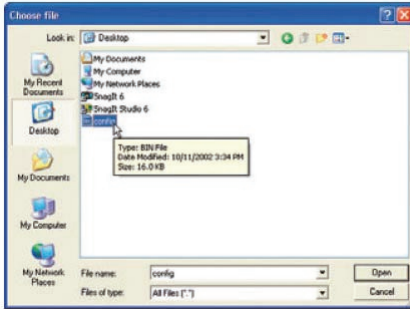 Choose file
Look in: Desktop
My Recent
Documents
Desktop
My Documents
My Computer
My Network
Places
My Documents
My Computer
My Network Places
SnagIt 6
SnagIt Studio 6
config
Type: BIN File
Date Modified: 10/11/2002 3:34 PM
Size: 16.0 KB
File name: config Open
Files of type: All Files (*.*) Cancel